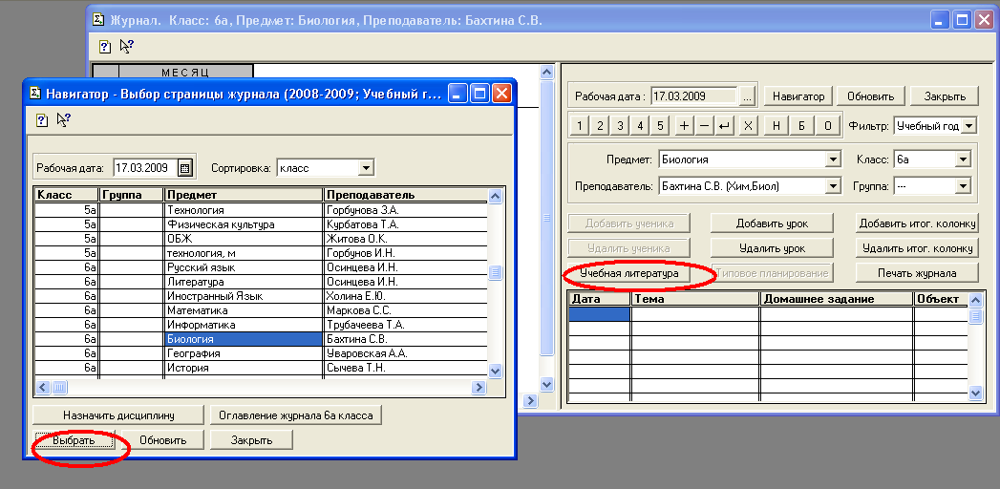 Журнал. Класс: 6а, Предмет: Биология, Преподаватель: Бахтина С.В.
МЕСЯЦ
Рабочая дата : 17.03.2009 ... Навигатор Обновить Закрыть
1 2 3 4 5 + – ↵ X Н Б О Фильтр: Учебный год
Предмет: Биология Класс: 6а
Преподаватель: Бахтина С.В. (Хим,Биол) Группа: ---
Добавить ученика Добавить урок Добавить итог. колонку
Удалить ученика Удалить урок Удалить итог. колонку
Учебная литература Типовое планирование Печать журнала
Дата Тема Домашнее задание Объект
Навигатор - Выбор страницы журнала (2008-2009; Учебный г...
Рабочая дата: 17.03.2009 Сортировка: класс
Класс Группа Предмет Преподаватель
5а Технология Горбунова З.А.
5а Физическая культура Курбатова Т.А.
5а ОБЖ Житова О.К.
5а технология, м Горбунов И.Н.
6а Русский язык Осинцева И.Н.
6а Литература Осинцева И.Н.
6а Иностранный Язык Холина Е.Ю.
6а Математика Маркова С.С.
6а Информатика Трубачеева Т.А.
6а Биология Бахтина С.В.
6а География Уваровская А.А.
6а История Сычева Т.Н.
Назначить дисциплину Оглавление журнала 6а класса
Выбрать Обновить Закрыть